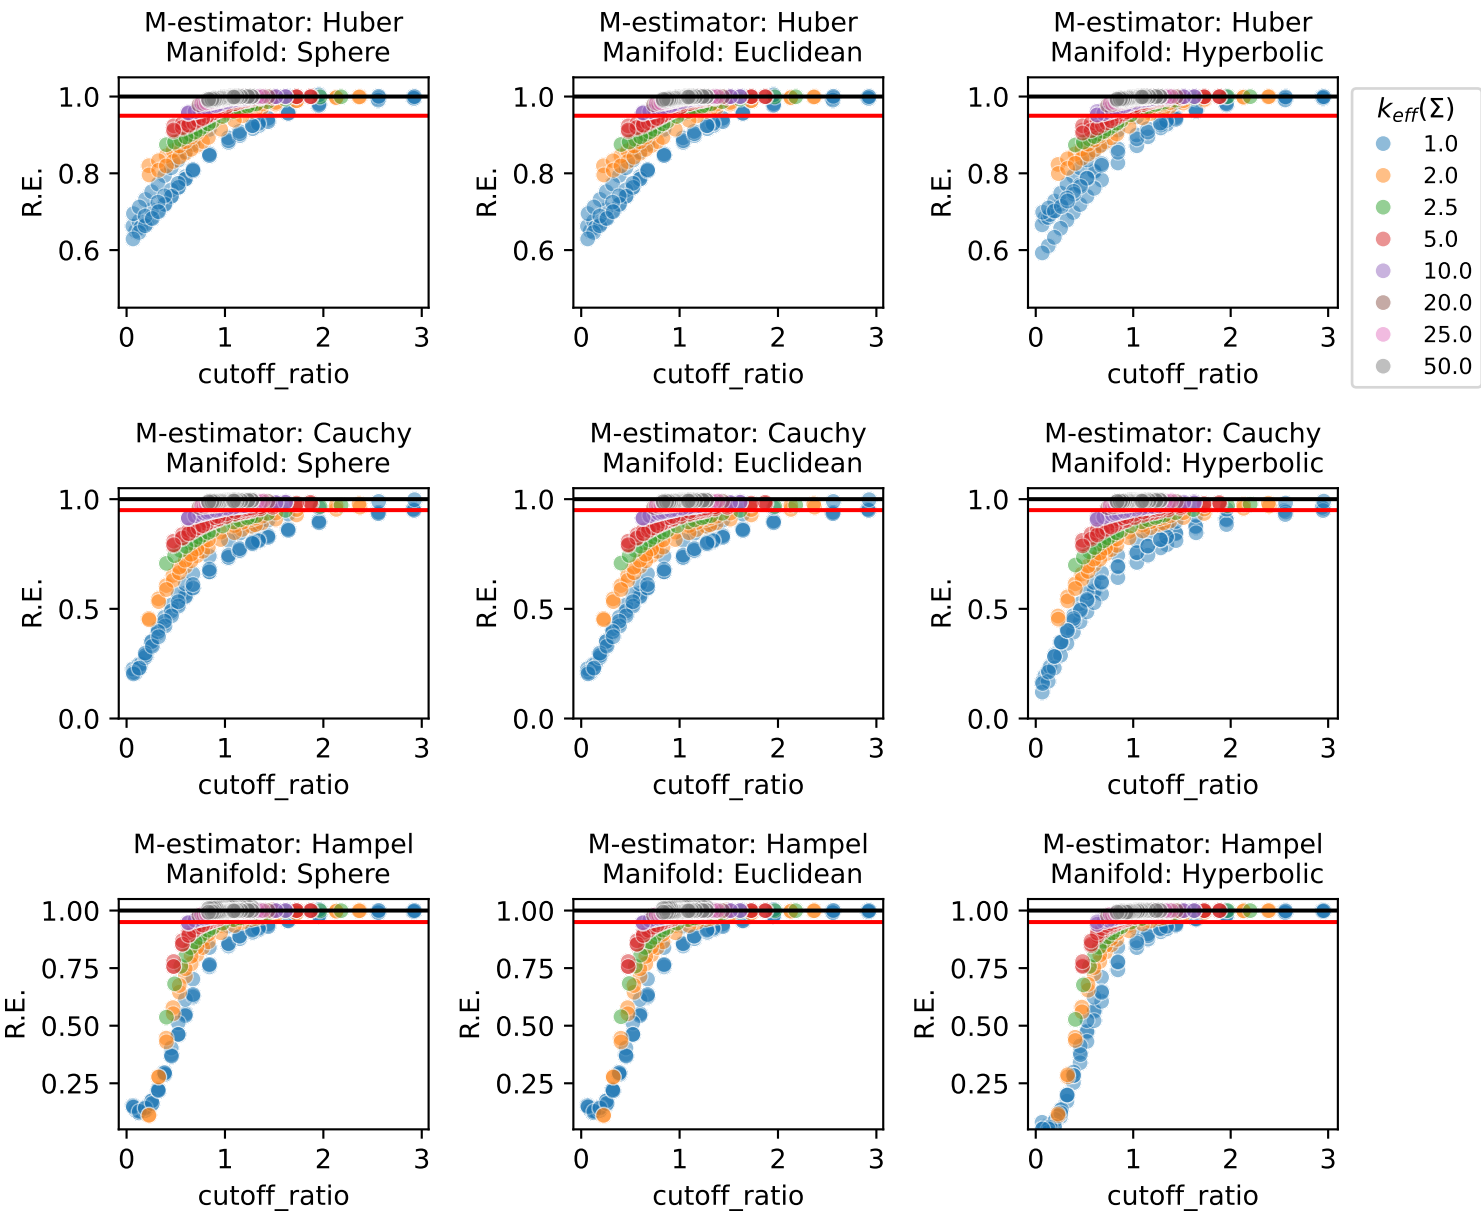 M-estimator: Huber
Manifold: Sphere
M-estimator: Huber
Manifold: Euclidean
M-estimator: Huber
Manifold: Hyperbolic
R.E.
1.0
0.8
0.6
0 1 2 3
cutoff_ratio
R.E.
1.0
0.8
0.6
0 1 2 3
cutoff_ratio
R.E.
1.0
0.8
0.6
0 1 2 3
cutoff_ratio
k_eff(Σ)
1.0
2.0
2.5
5.0
10.0
20.0
25.0
50.0
M-estimator: Cauchy
Manifold: Sphere
M-estimator: Cauchy
Manifold: Euclidean
M-estimator: Cauchy
Manifold: Hyperbolic
R.E.
1.0
0.5
0.0
0 1 2 3
cutoff_ratio
R.E.
1.0
0.5
0.0
0 1 2 3
cutoff_ratio
R.E.
1.0
0.5
0.0
0 1 2 3
cutoff_ratio
M-estimator: Hampel
Manifold: Sphere
M-estimator: Hampel
Manifold: Euclidean
M-estimator: Hampel
Manifold: Hyperbolic
R.E.
1.00
0.75
0.50
0.25
0 1 2 3
cutoff_ratio
R.E.
1.00
0.75
0.50
0.25
0 1 2 3
cutoff_ratio
R.E.
1.00
0.75
0.50
0.25
0 1 2 3
cutoff_ratio